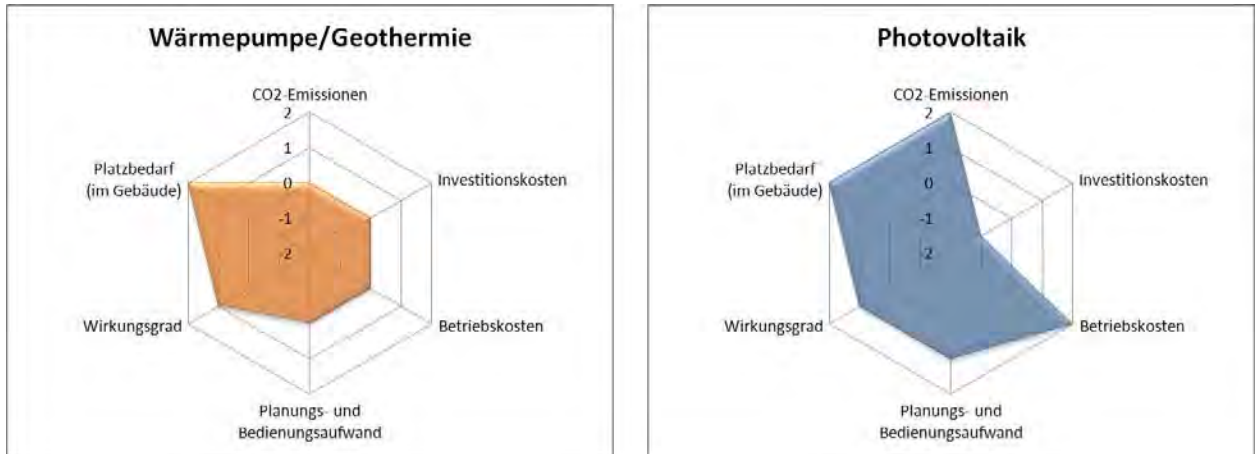 Wärmepumpe/Geothermie
CO2-Emissionen
2
1
0
-1
-2
Platzbedarf
(im Gebäude)
Investitionskosten
Wirkungsgrad
Betriebskosten
Planungs- und
Bedienungsaufwand
Photovoltaik
CO2-Emissionen
2
1
0
-1
-2
Platzbedarf
(im Gebäude)
Investitionskosten
Wirkungsgrad
Betriebskosten
Planungs- und
Bedienungsaufwand